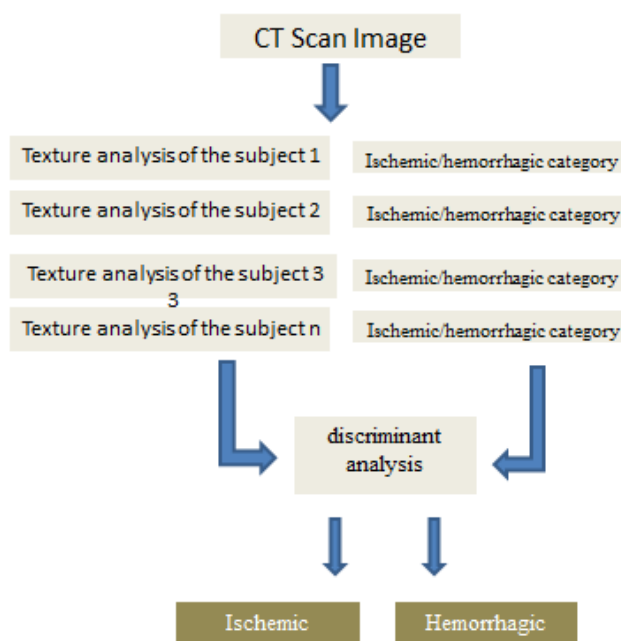 CT Scan Image
Texture analysis of the subject 1
Ischemic/hemorrhagic category
Texture analysis of the subject 2
Ischemic/hemorrhagic category
Texture analysis of the subject 3
3
Ischemic/hemorrhagic category
Texture analysis of the subject n
Ischemic/hemorrhagic category
discriminant
analysis
Ischemic
Hemorrhagic